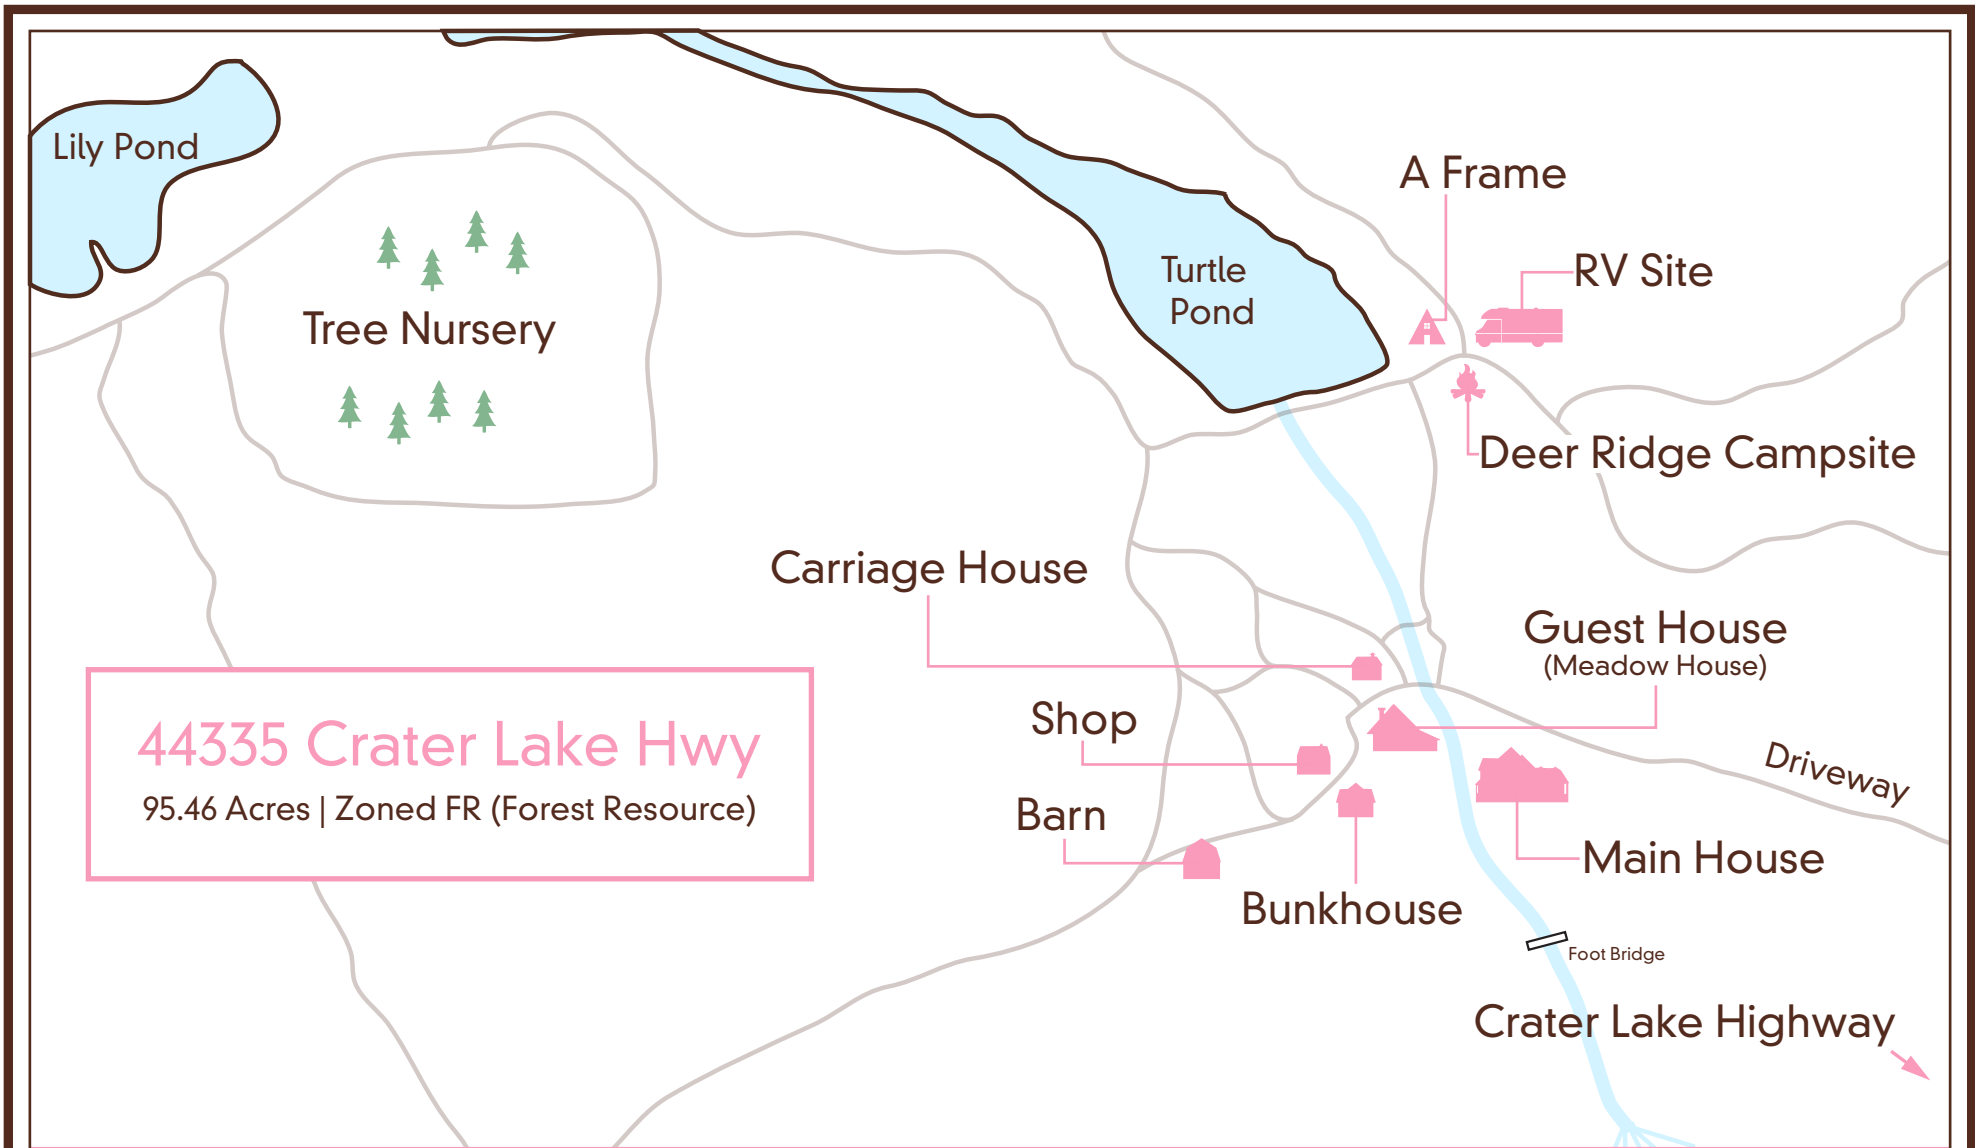 Lily Pond
A Frame
RV Site
Turtle
Pond
Tree Nursery
Deer Ridge Campsite
Carriage House
Guest House
(Meadow House)
Shop
44335 Crater Lake Hwy
95.46 Acres | Zoned FR (Forest Resource)
Driveway
Barn
Main House
Bunkhouse
Foot Bridge
Crater Lake Highway